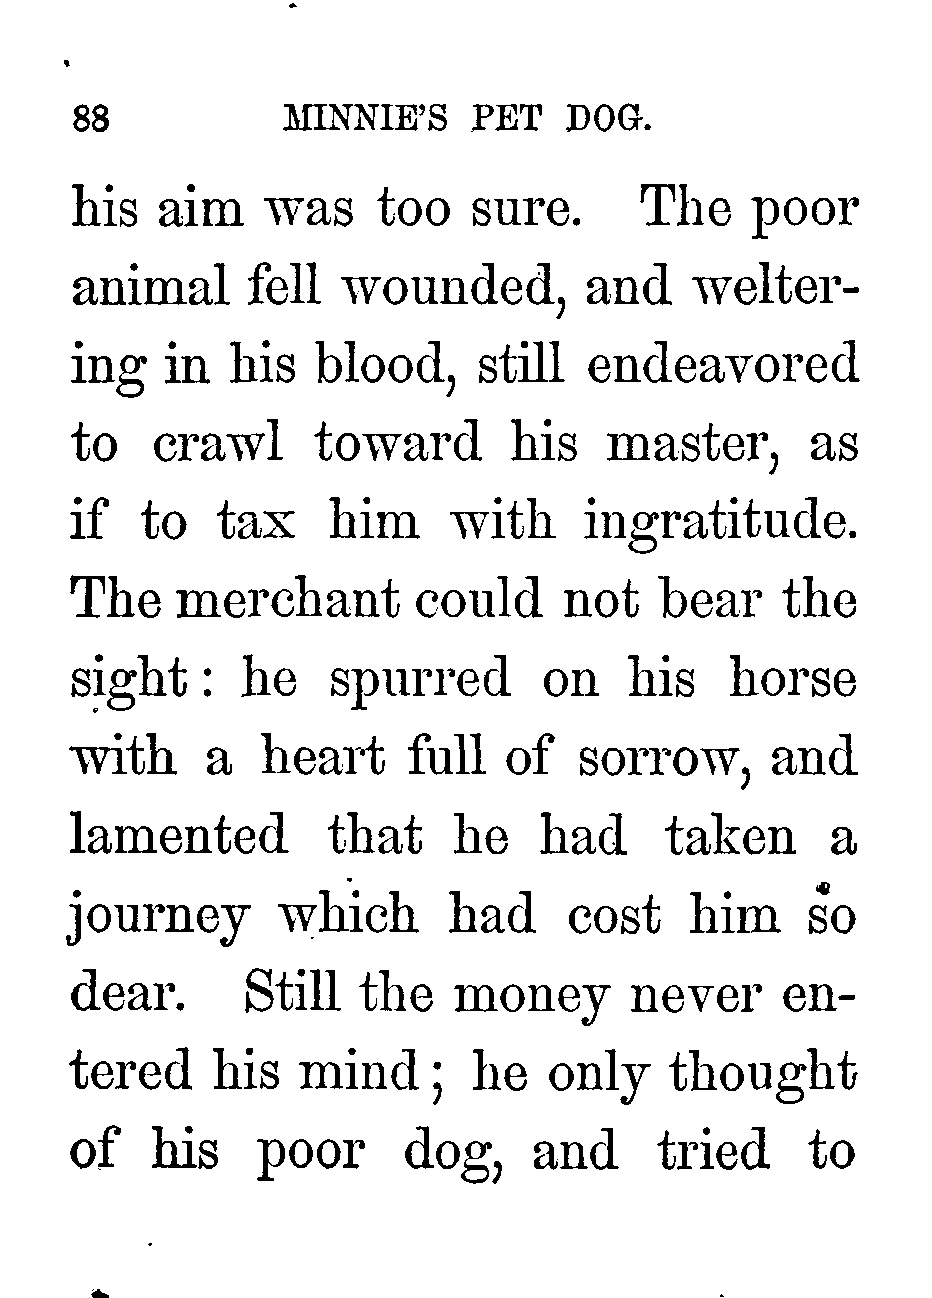 88 MINNIE'S PET DOG.
his aim was too sure. The poor
animal fell wounded, and welter-
ing in his blood, still endeavored
to crawl toward his master, as
if to tax him with ingratitude.
The merchant could not bear the
sight: he spurred on his horse
with a heart full of sorrow, and
lamented that he had taken a
journey which had cost him so
dear. Still the money never en-
tered his mind; he only thought
of his poor dog, and tried to